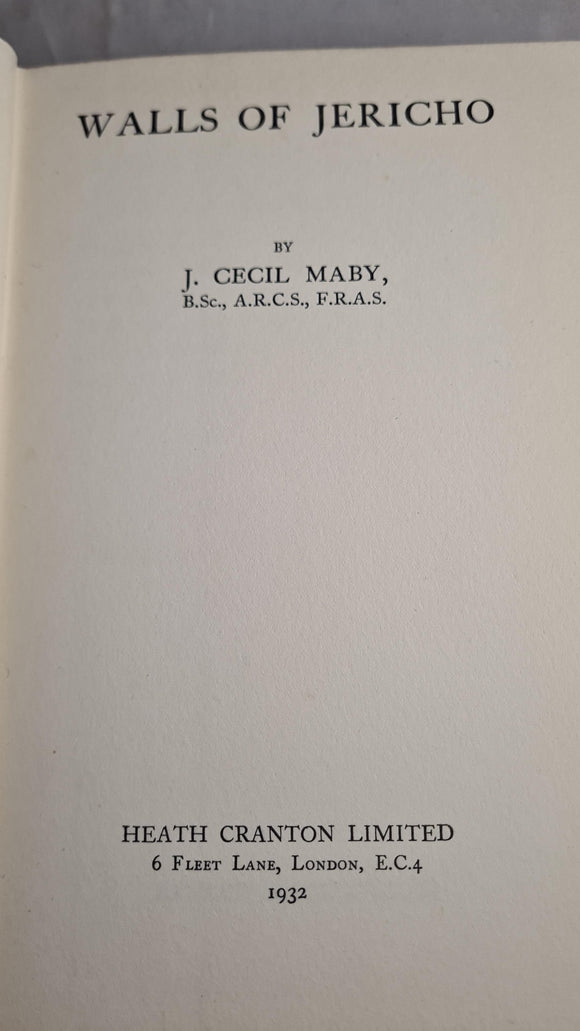 WALLS OF JERICHO
BY
J. CECIL MABY,
B.Sc., A.R.C.S., F.R.A.S.
HEATH CRANTON LIMITED
6 FLEET LANE, LONDON, E.C.4
1932